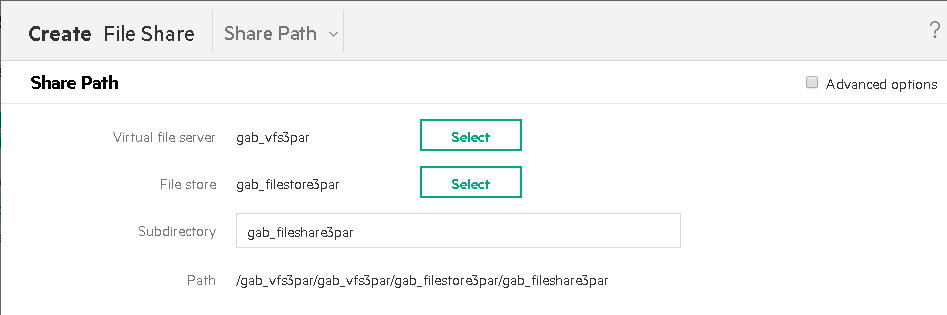 Create File Share Share Path ?
Share Path Advanced options
Virtual file server gab_vfs3par Select
File store gab_filestore3par Select
Subdirectory gab_fileshare3par
Path /gab_vfs3par/gab_vfs3par/gab_filestore3par/gab_fileshare3par